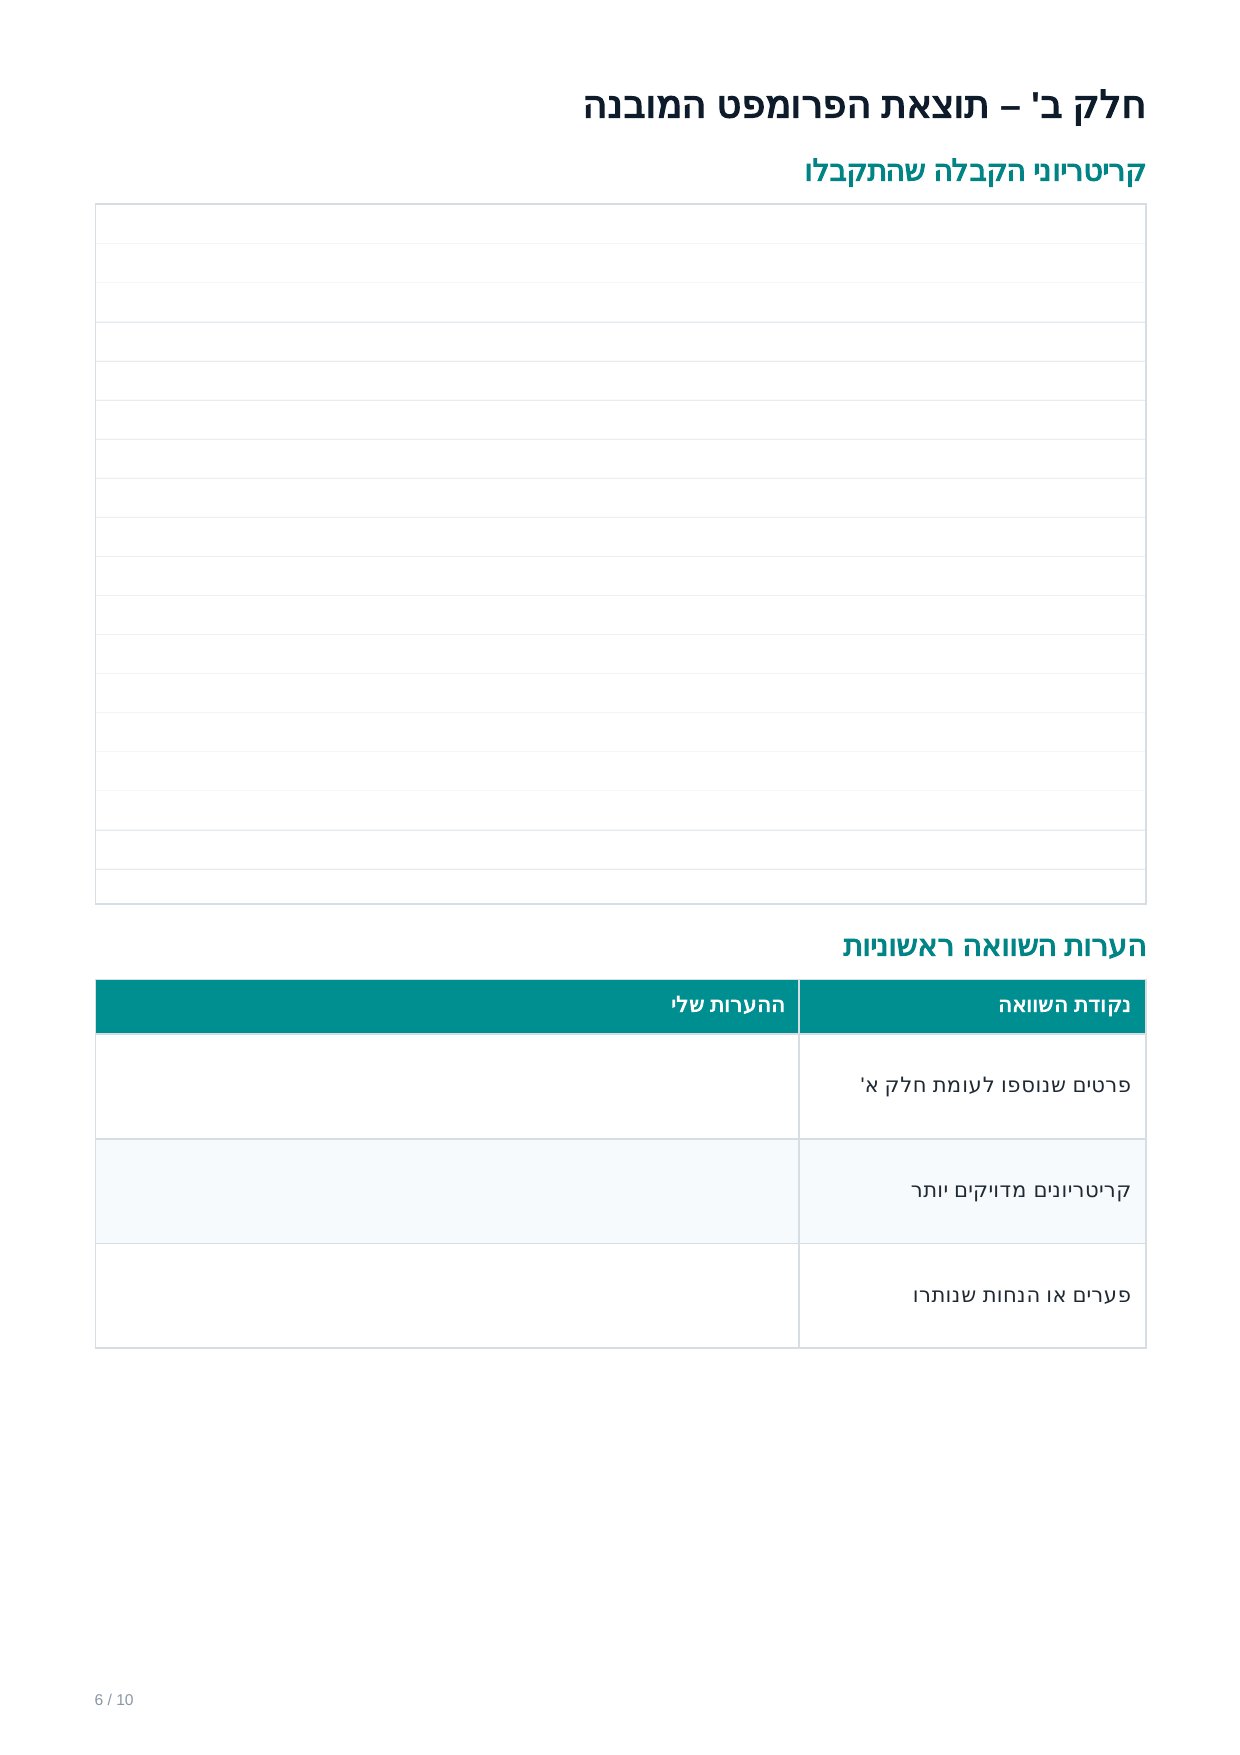 חלק ב' – תוצאת הפרומפט המובנה
קריטריוני הקבלה שהתקבלו
הערות השוואה ראשוניות
נקודת השוואה
ההערות שלי
פרטים שנוספו לעומת חלק א'
קריטריונים מדויקים יותר
פערים או הנחות שנותרו
6 / 10